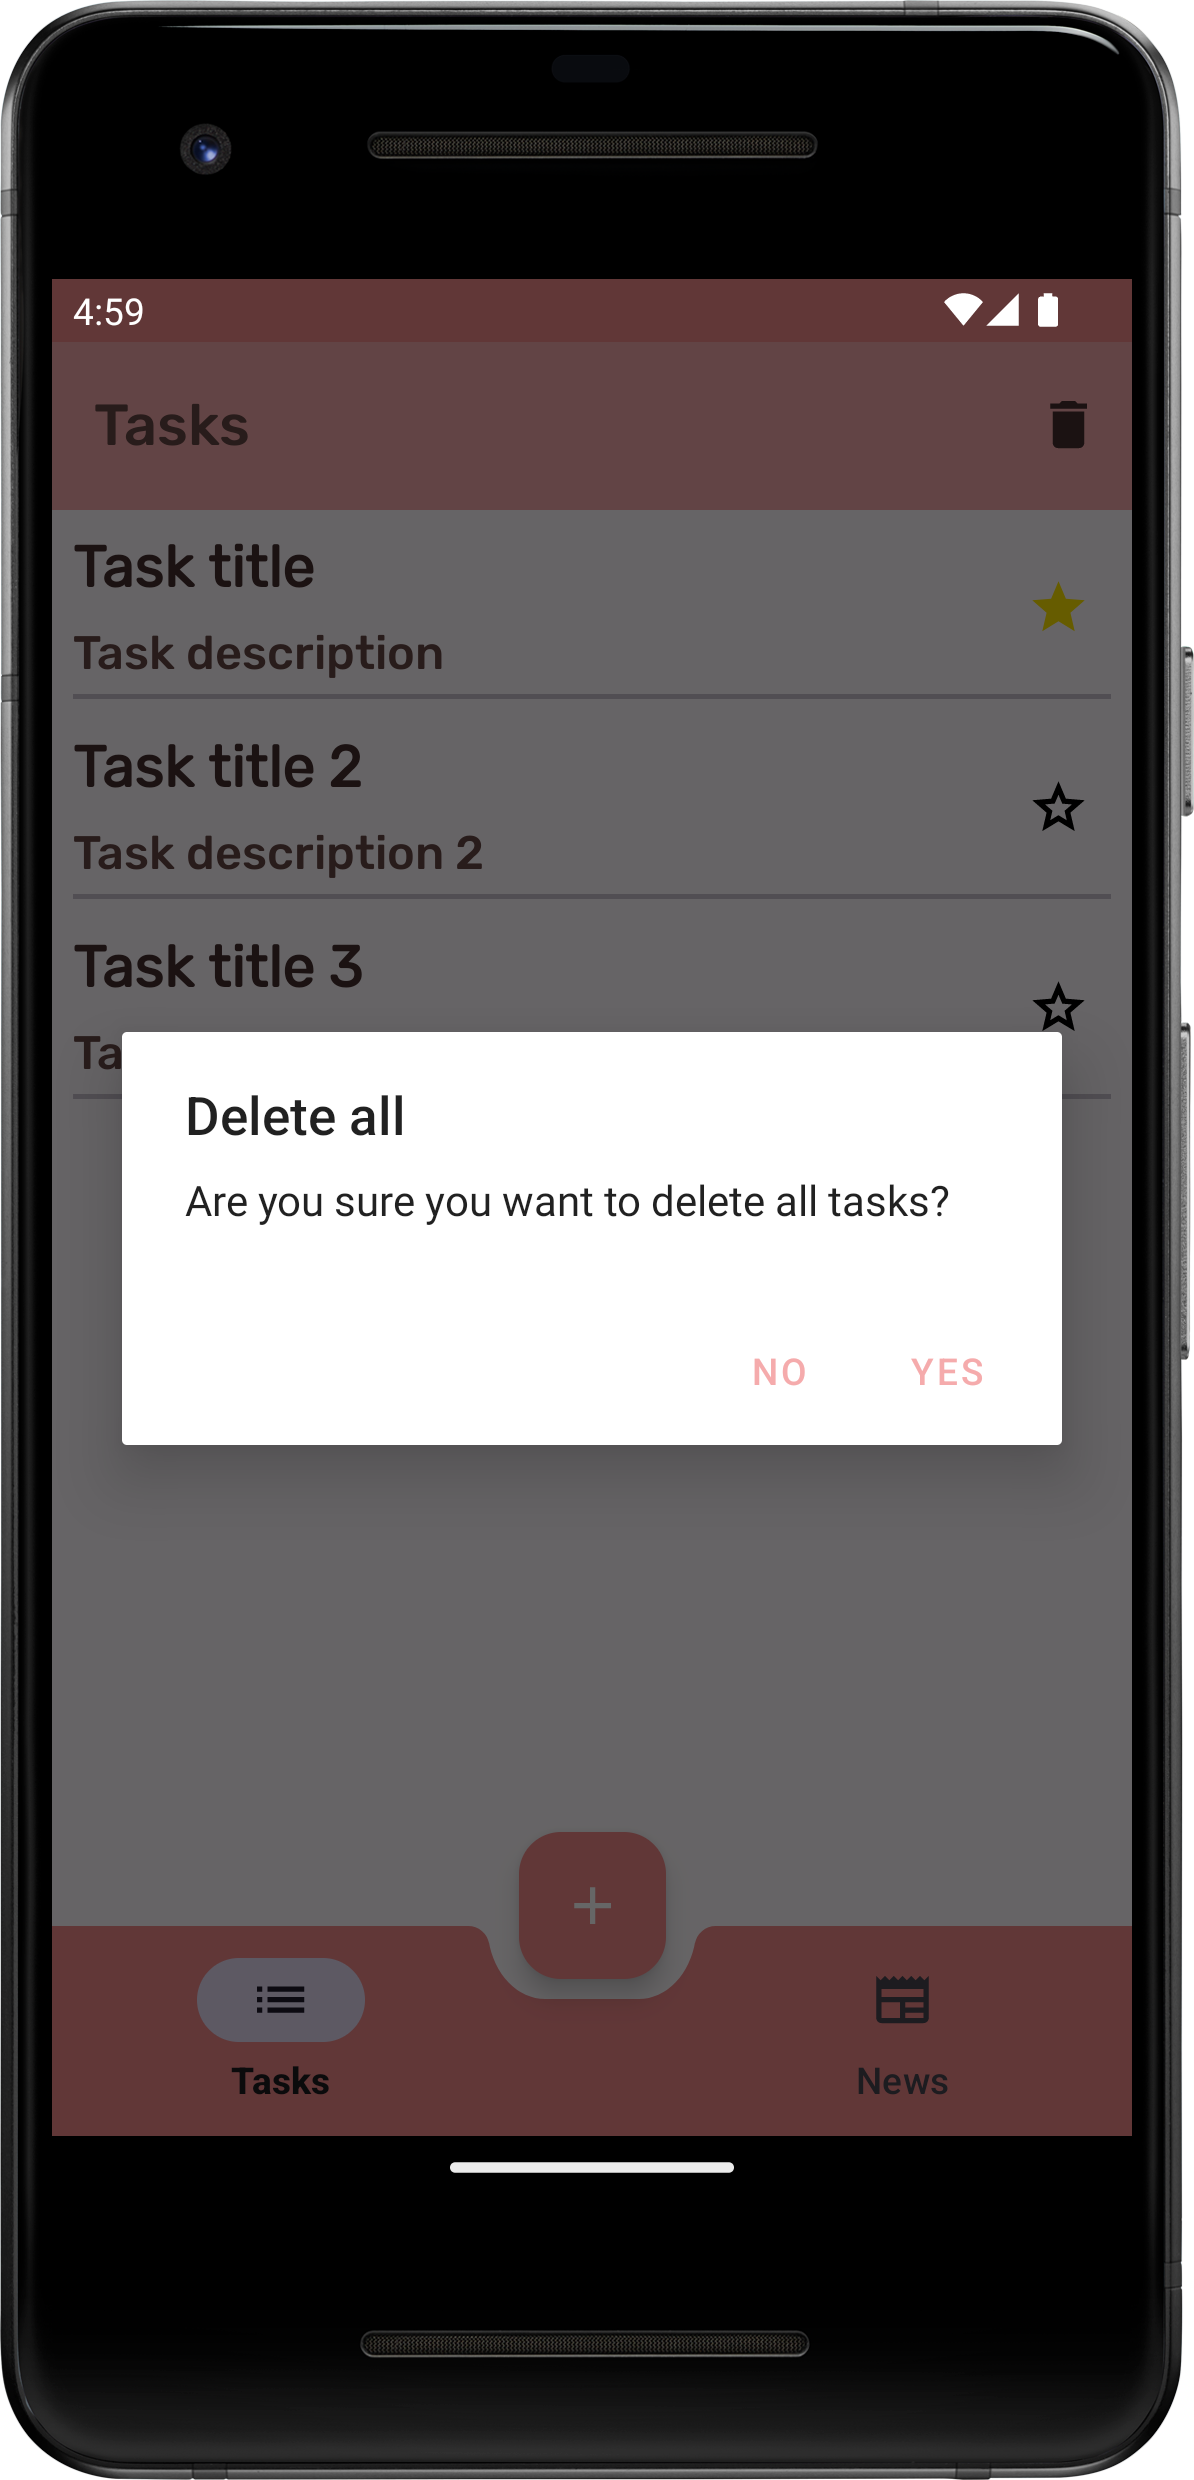 4:59
Tasks
Task title
Task description
Task title 2
Task description 2
Task title 3
Ta
Delete all
Are you sure you want to delete all tasks?
NO YES
Tasks
News